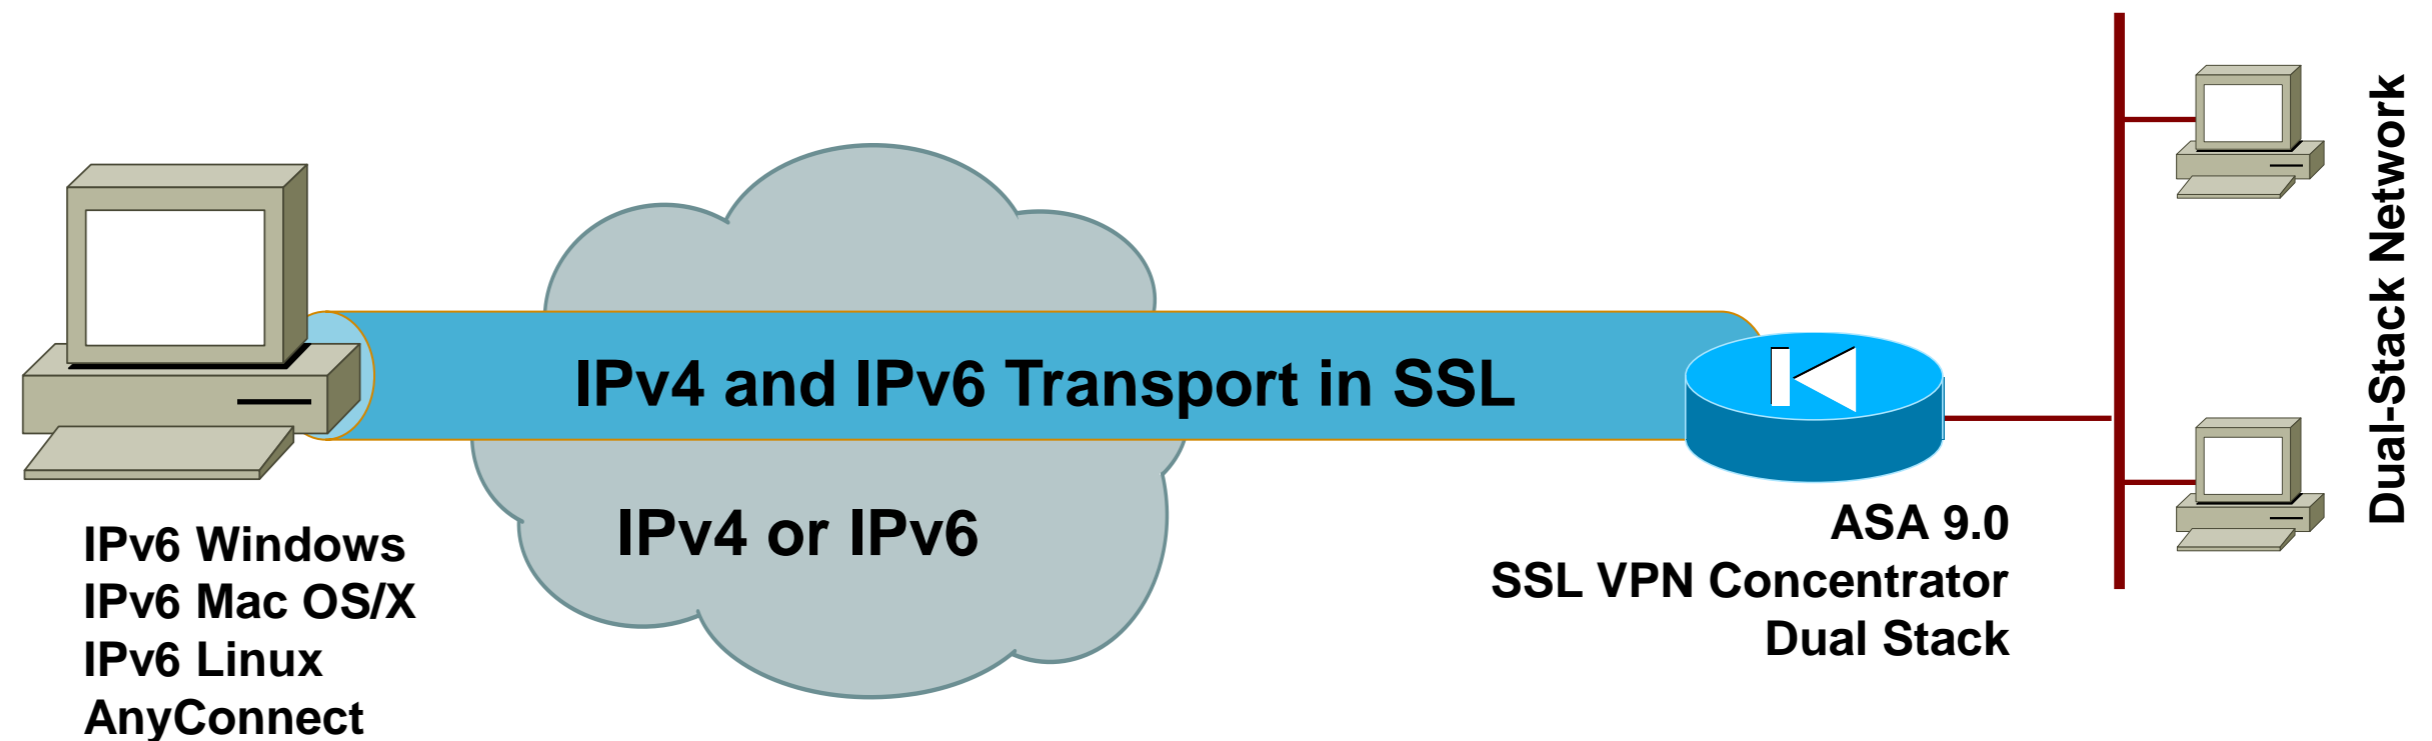 IPv4 and IPv6 Transport in SSL
IPv4 or IPv6
IPv6 Windows
IPv6 Mac OS/X
IPv6 Linux
AnyConnect
ASA 9.0
SSL VPN Concentrator
Dual Stack
Dual-Stack Network